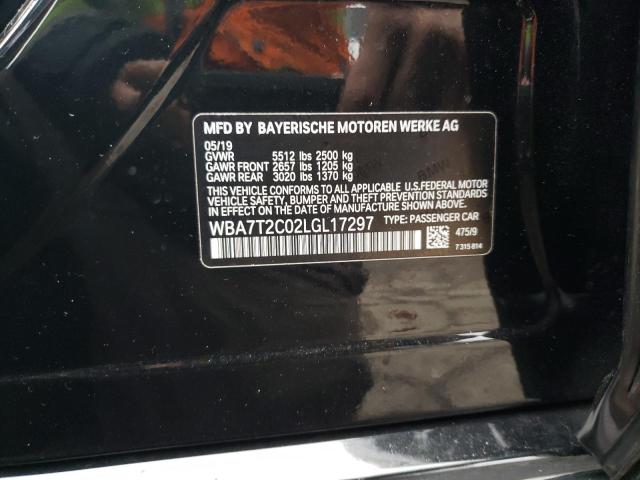 MFD BY BAYERISCHE MOTOREN WERKE AG
05/19
GVWR 5512 lbs 2500 kg
GAWR FRONT 2657 lbs 1205 kg
GAWR REAR 3020 lbs 1370 kg
THIS VEHICLE CONFORMS TO ALL APPLICABLE U.S.FEDERAL MOTOR
VEHICLE SAFETY, BUMPER, AND THEFT PREVENTION STANDARDS
IN EFFECT ON THE DATE OF MANUFACTURE SHOWN ABOVE.
WBA7T2C02LGL17297 TYPE: PASSENGER CAR
475/9
7 315 814